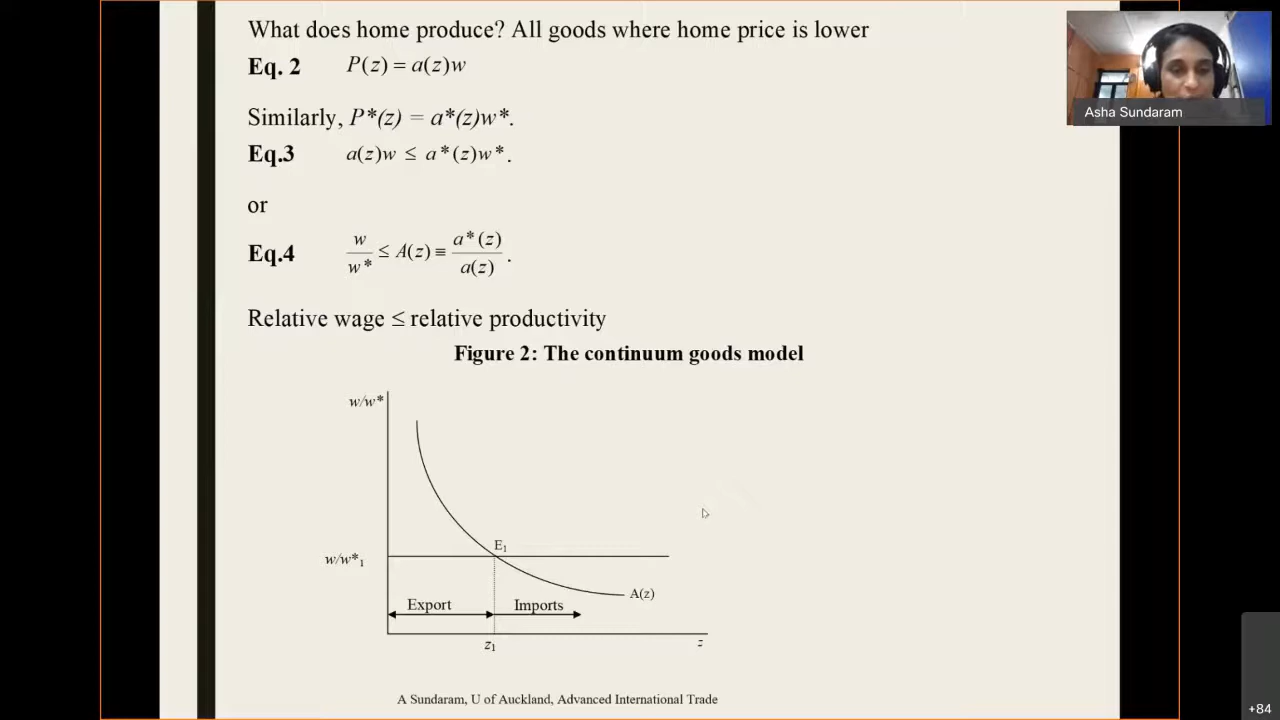 What does home produce? All goods where home price is lower
Eq. 2 P(z) = a(z)w
Similarly, P*(z) = a*(z)w*.
Eq.3 a(z)w ≤ a*(z)w*.
or
Eq.4 w/w* ≤ A(z) ≡ a*(z)/a(z).
Relative wage ≤ relative productivity
Figure 2: The continuum goods model
w/w*
E₁
w/w*₁
A(z)
Export Imports
z₁ z
A Sundaram, U of Auckland, Advanced International Trade
Asha Sundaram
+84